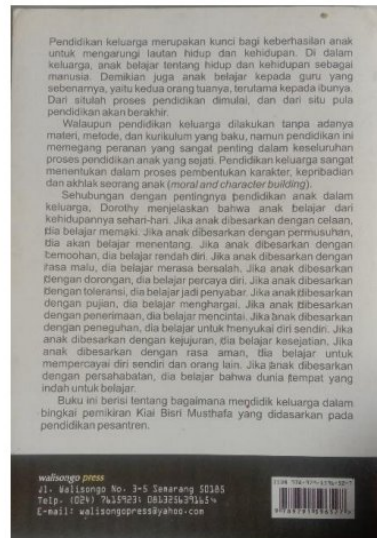 Pendidikan keluarga merupakan kunci bagi keberhasilan anak
untuk mengarungi lautan hidup dan kehidupan. Di dalam
keluarga, anak belajar tentang hidup dan kehidupan sebagai
manusia. Demikian juga anak belajar kepada guru yang
sebenarnya, yaitu kedua orang tuanya, terutama kepada ibunya.
Dari situlah proses pendidikan dimulai, dan dari situ pula
pendidikan akan berakhir.
Walaupun pendidikan keluarga dilakukan tanpa adanya
materi, metode, dan kurikulum yang baku, namun pendidikan ini
memegang peranan yang sangat penting dalam keseluruhan
proses pendidikan anak yang sejati. Pendidikan keluarga sangat
menentukan dalam proses pembentukan karakter, kepribadian
dan akhlak seorang anak (moral and character building).
Sehubungan dengan pentingnya pendidikan anak dalam
keluarga, Dorothy menjelaskan bahwa anak belajar dari
kehidupannya sehari-hari. Jika anak dibesarkan dengan celaan,
dia belajar memaki. Jika anak dibesarkan dengan permusuhan,
dia akan belajar menentang. Jika anak dibesarkan dengan
cemoohan, dia belajar rendah diri. Jika anak dibesarkan dengan
rasa malu, dia belajar merasa bersalah. Jika anak dibesarkan
dengan dorongan, dia belajar percaya diri. Jika anak dibesarkan
dengan toleransi, dia belajar jadi penyabar. Jika anak dibesarkan
dengan pujian, dia belajar menghargai. Jika anak dibesarkan
dengan penerimaan, dia belajar mencintai. Jika anak dibesarkan
dengan peneguhan, dia belajar untuk menyukai diri sendiri. Jika
anak dibesarkan dengan kejujuran, dia belajar kesejatian. Jika
anak dibesarkan dengan rasa aman, dia belajar untuk
mempercayai diri sendiri dan orang lain. Jika anak dibesarkan
dengan persahabatan, dia belajar bahwa dunia tempat yang
indah untuk belajar.
Buku ini berisi tentang bagaimana mendidik keluarga dalam
bingkai pemikiran Kiai Bisri Musthafa yang didasarkan pada
pendidikan pesantren.
walisongo press
Jl. Walisongo No. 3-5 Semarang 50185
Telp. (024) 7615923; 081325639165
E-mail: walisongopress@yahoo.com
ISBN